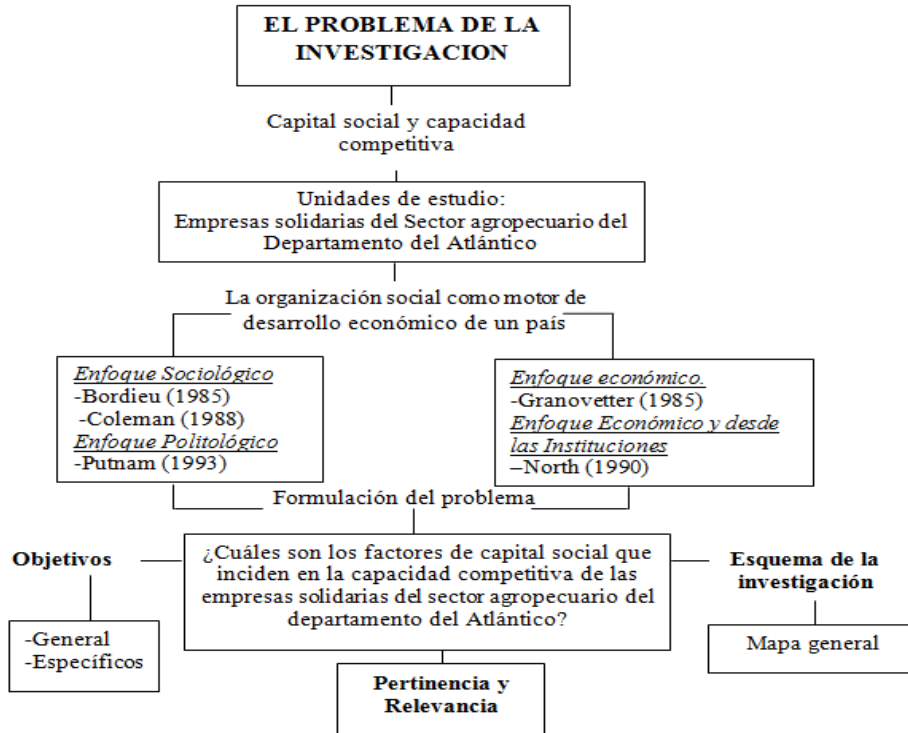 EL PROBLEMA DE LA
INVESTIGACION
Capital social y capacidad
competitiva
Unidades de estudio:
Empresas solidarias del Sector agropecuario del
Departamento del Atlántico
La organización social como motor de
desarrollo económico de un país
Enfoque Sociológico
-Bordieu (1985)
-Coleman (1988)
Enfoque Politológico
-Putnam (1993)
Enfoque económico.
-Granovetter (1985)
Enfoque Económico y desde
las Instituciones
–North (1990)
Formulación del problema
Objetivos
-General
-Específicos
¿Cuáles son los factores de capital social que
inciden en la capacidad competitiva de las
empresas solidarias del sector agropecuario del
departamento del Atlántico?
Esquema de la
investigación
Mapa general
Pertinencia y
Relevancia